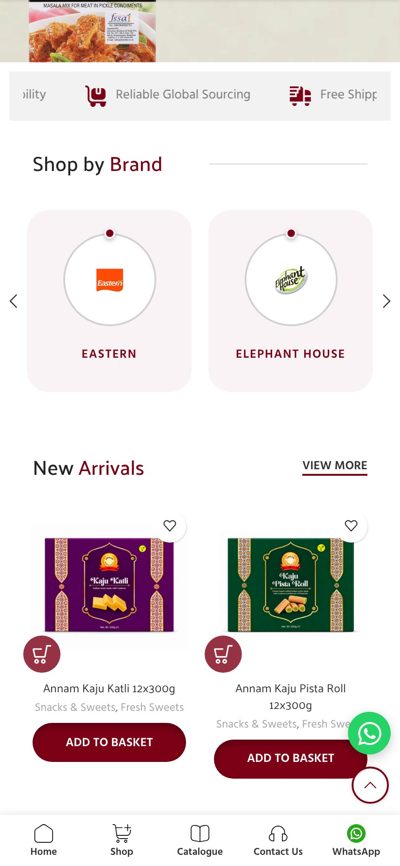 MASALA MIX FOR MEAT IN PICKLE CONDIMENTS
fssai
bility
Reliable Global Sourcing
Free Shipp
Shop by Brand
Eastern
Elephant House
EASTERN
ELEPHANT HOUSE
New Arrivals
VIEW MORE
Kaju Katli
Kaju
Pista Roll
Annam Kaju Katli 12x300g
Snacks & Sweets, Fresh Sweets
ADD TO BASKET
Annam Kaju Pista Roll
12x300g
Snacks & Sweets, Fresh Swe
ADD TO BASKET
Home
Shop
Catalogue
Contact Us
WhatsApp